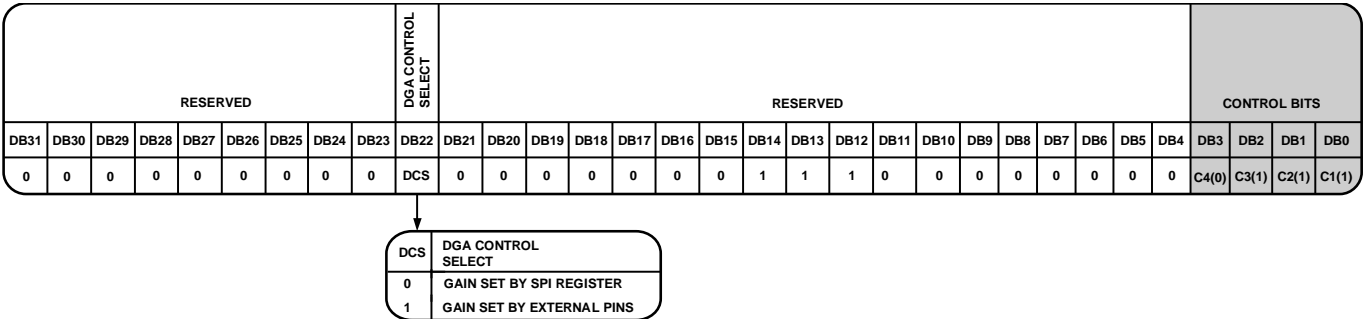 RESERVED DGA CONTROL SELECT RESERVED CONTROL BITS
DB31 DB30 DB29 DB28 DB27 DB26 DB25 DB24 DB23 DB22 DB21 DB20 DB19 DB18 DB17 DB16 DB15 DB14 DB13 DB12 DB11 DB10 DB9 DB8 DB7 DB6 DB5 DB4 DB3 DB2 DB1 DB0
0 0 0 0 0 0 0 0 0 DCS 0 0 0 0 0 0 0 1 1 1 0 0 0 0 0 0 0 0 C4(0) C3(1) C2(1) C1(1)
DCS DGA CONTROL
SELECT
0 GAIN SET BY SPI REGISTER
1 GAIN SET BY EXTERNAL PINS